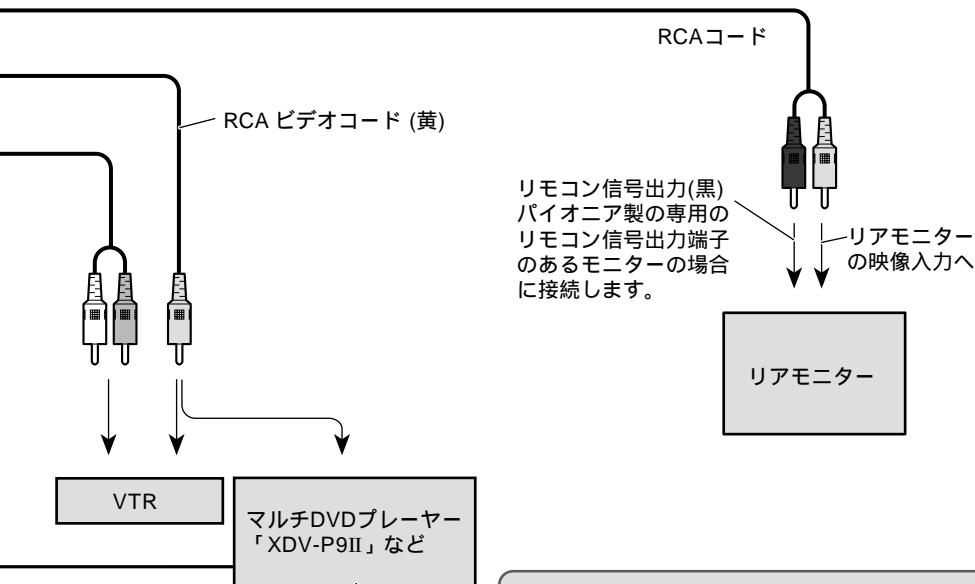 RCAコード
RCA ビデオコード (黄)
リモコン信号出力(黒)
パイオニア製の専用の
リモコン信号出力端子
のあるモニターの場合
に接続します。
リアモニター
の映像入力へ
リアモニター
VTR
マルチDVDプレーヤー
「XDV-P9II」など